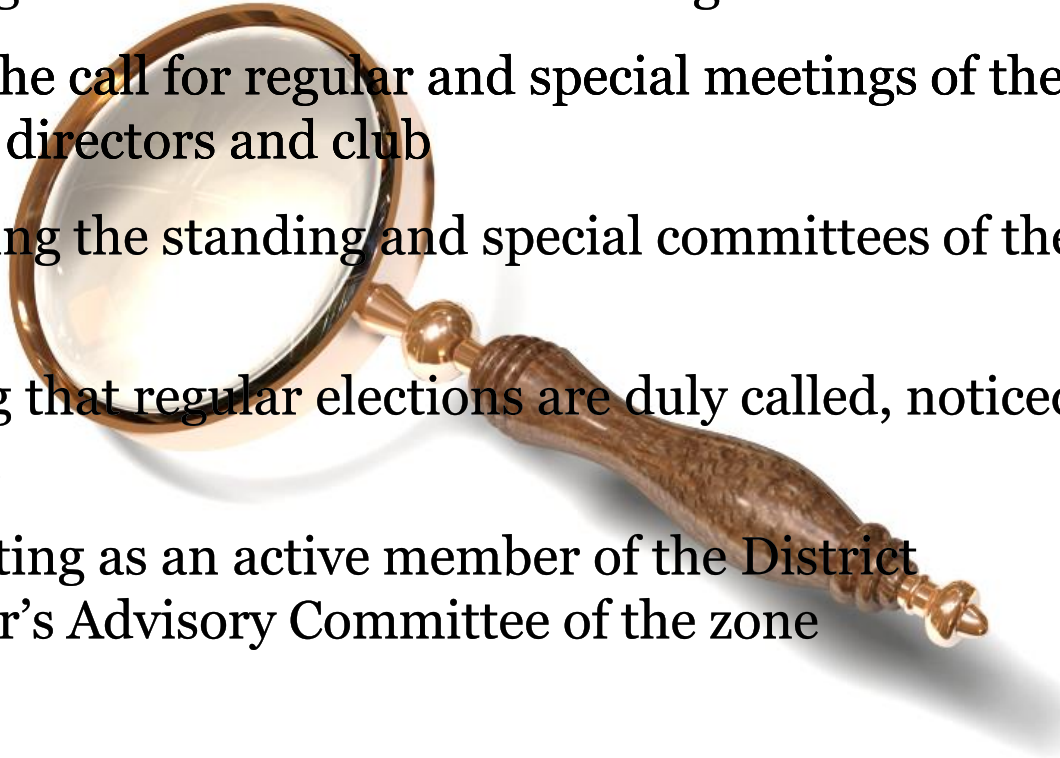 he call for regular and special meetings of the
directors and club
ing the standing and special committees of the
g that regular elections are duly called, noticed
ting as an active member of the District
r’s Advisory Committee of the zone